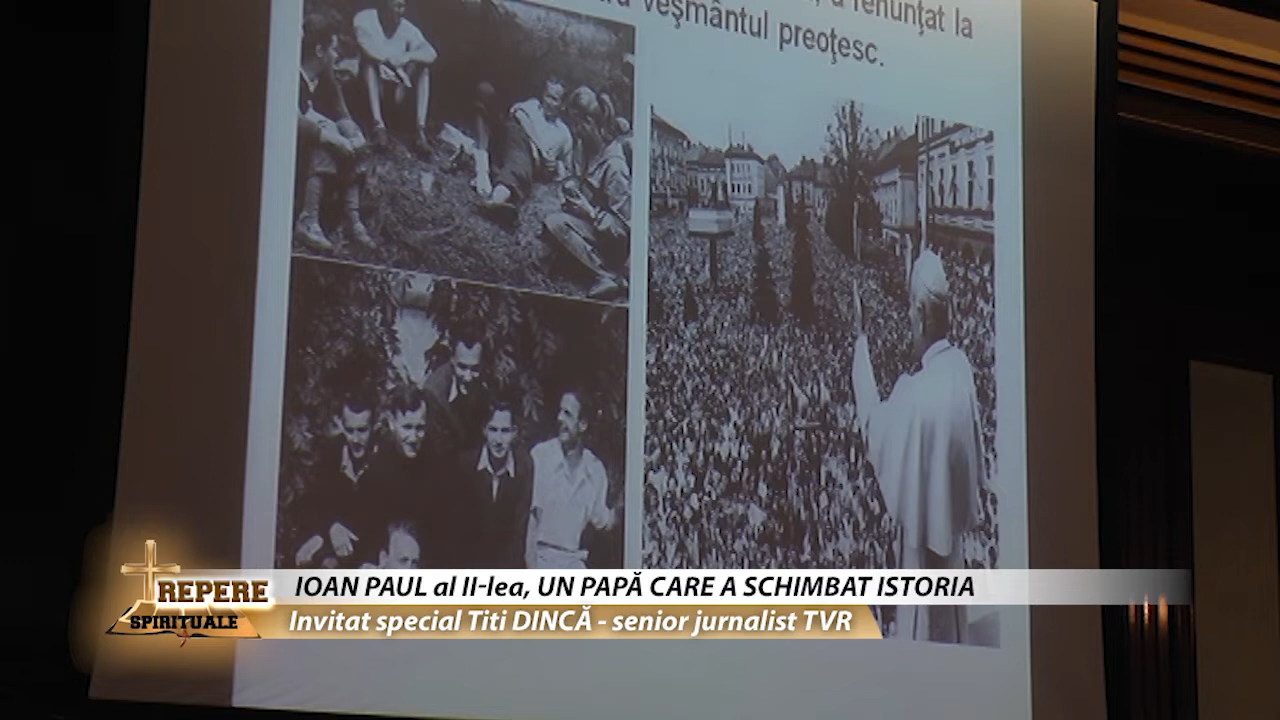 a renunţat la
veşmântul preoţesc.
REPERE
SPIRITUALE
IOAN PAUL al II-lea, UN PAPĂ CARE A SCHIMBAT ISTORIA
Invitat special Titi DINCĂ - senior jurnalist TVR